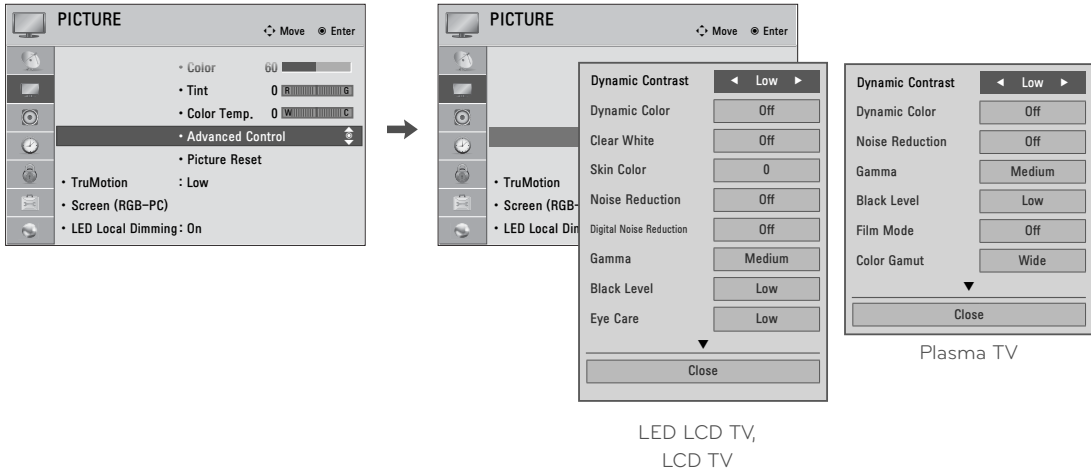 PICTURE
Move Enter
• Color 60
• Tint 0 R G
• Color Temp. 0 W C
• Advanced Control
• Picture Reset
• TruMotion : Low
• Screen (RGB-PC)
• LED Local Dimming : On
PICTURE
Move Enter
• TruMotion
• Screen (RGB-
• LED Local Dim
Dynamic Contrast ◄ Low ►
Dynamic Color Off
Clear White Off
Skin Color 0
Noise Reduction Off
Digital Noise Reduction Off
Gamma Medium
Black Level Low
Eye Care Low
▼
Close
LED LCD TV,
LCD TV
Dynamic Contrast ◄ Low ►
Dynamic Color Off
Noise Reduction Off
Gamma Medium
Black Level Low
Film Mode Off
Color Gamut Wide
▼
Close
Plasma TV